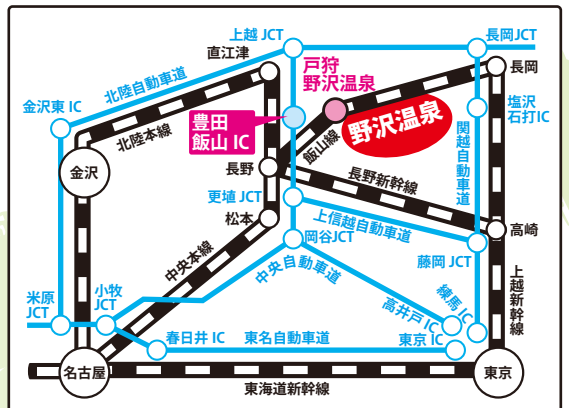 上越 JCT
長岡JCT
直江津
戸狩
野沢温泉
長岡
北陸自動車道
金沢東 IC
豊田
飯山 IC
塩沢
石打IC
野沢温泉
北陸本線
飯山線
関越自動車道
金沢
長野
長野新幹線
更埴 JCT
松本
上信越自動車道
高崎
岡谷JCT
藤岡 JCT
中央本線
中央自動車道
上越新幹線
米原
JCT
小牧
JCT
高井戸 IC
練馬 IC
春日井 IC
東名自動車道
東京 IC
名古屋
東京
東海道新幹線